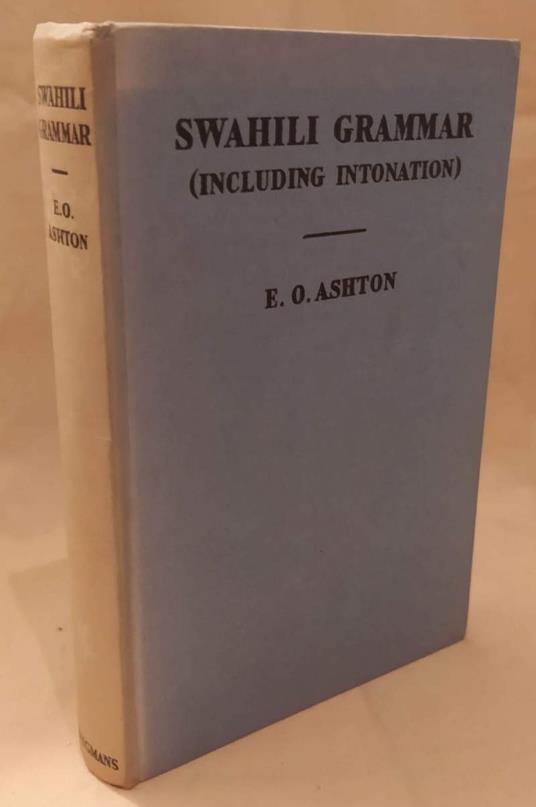 SWAHILI
GRAMMAR
E.O.
ASHTON
SWAHILI GRAMMAR
(INCLUDING INTONATION)
E. O. ASHTON